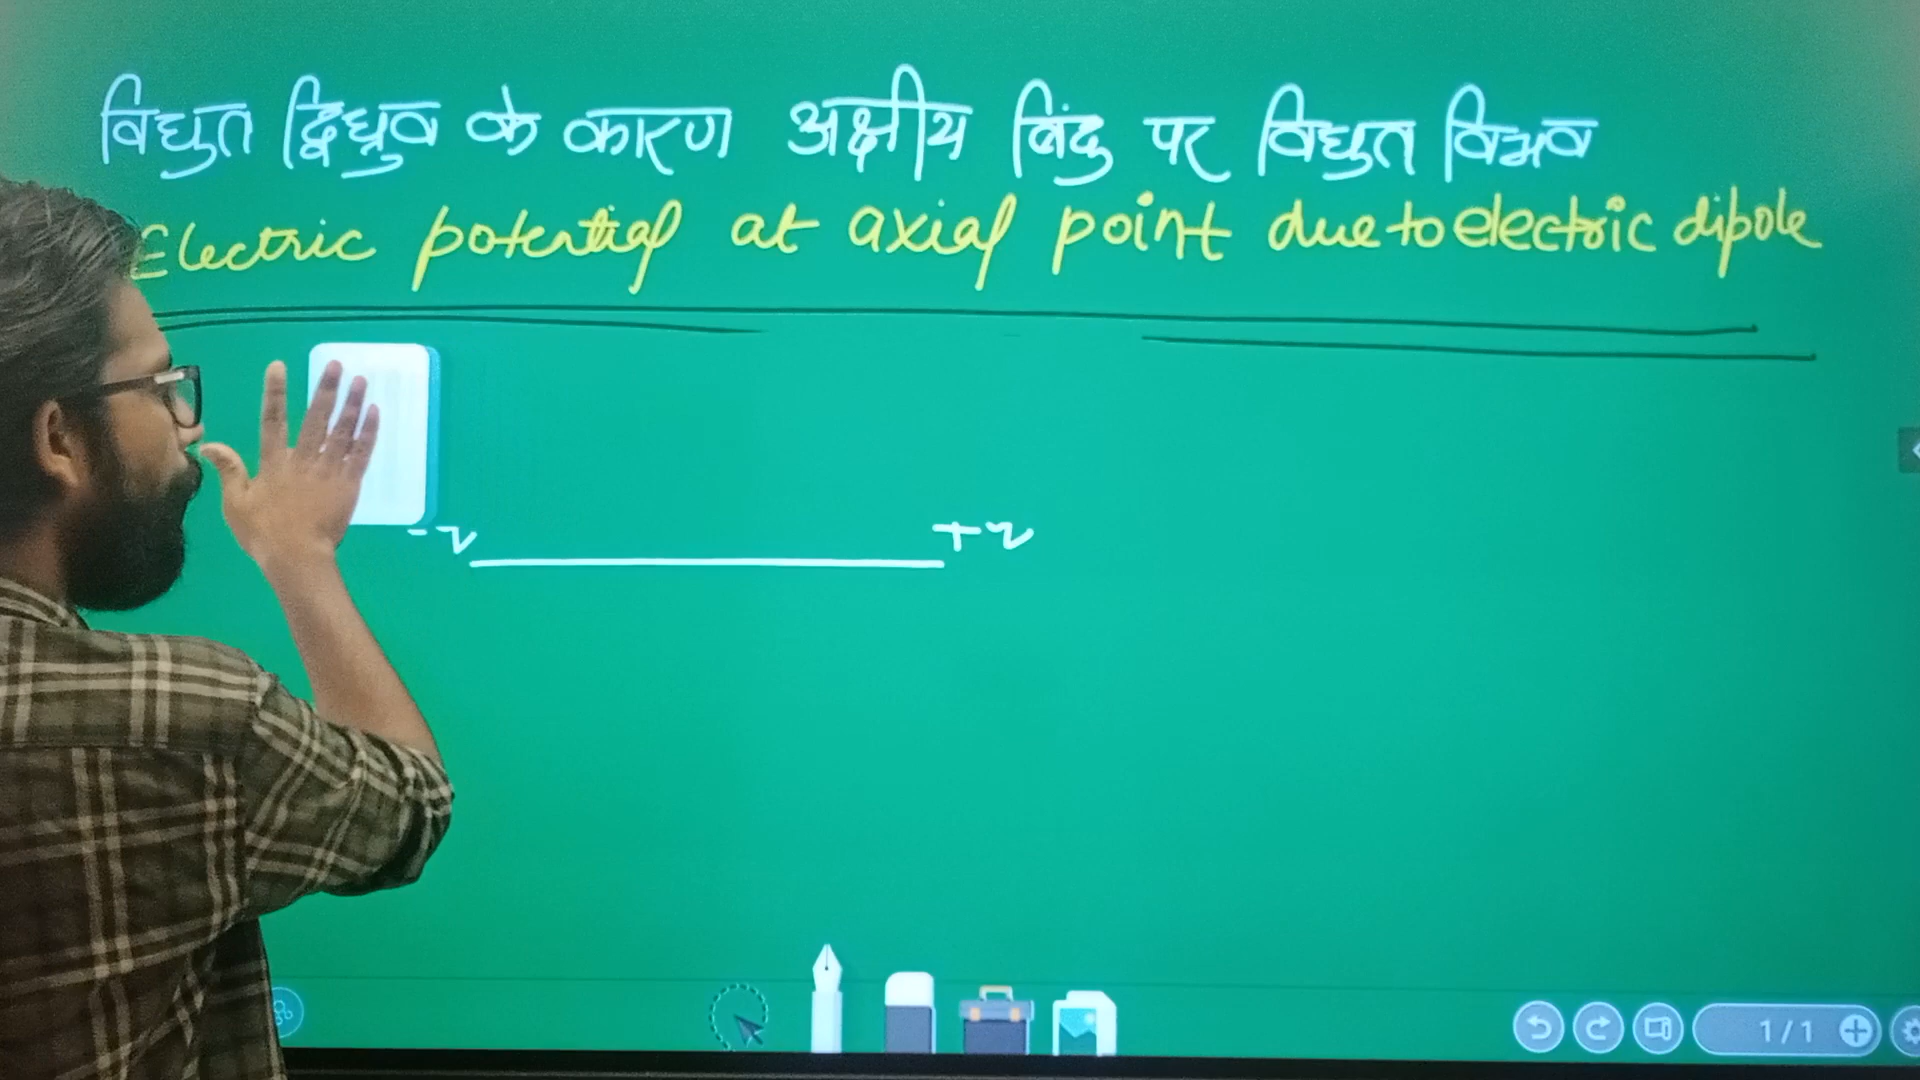 विद्युत द्विध्रुव के कारण अक्षीय बिंदु पर विद्युत विभव
Electric potential at axial point due to electric dipole
-q +q
1/1